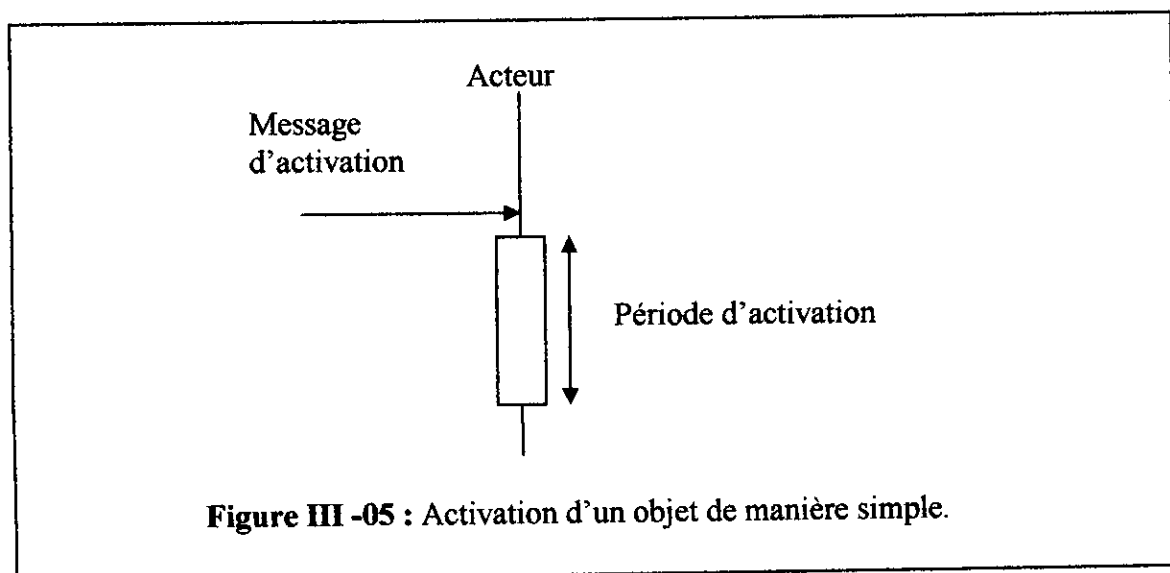 Acteur
Message
d'activation
Période d'activation
Figure III -05 : Activation d'un objet de manière simple.